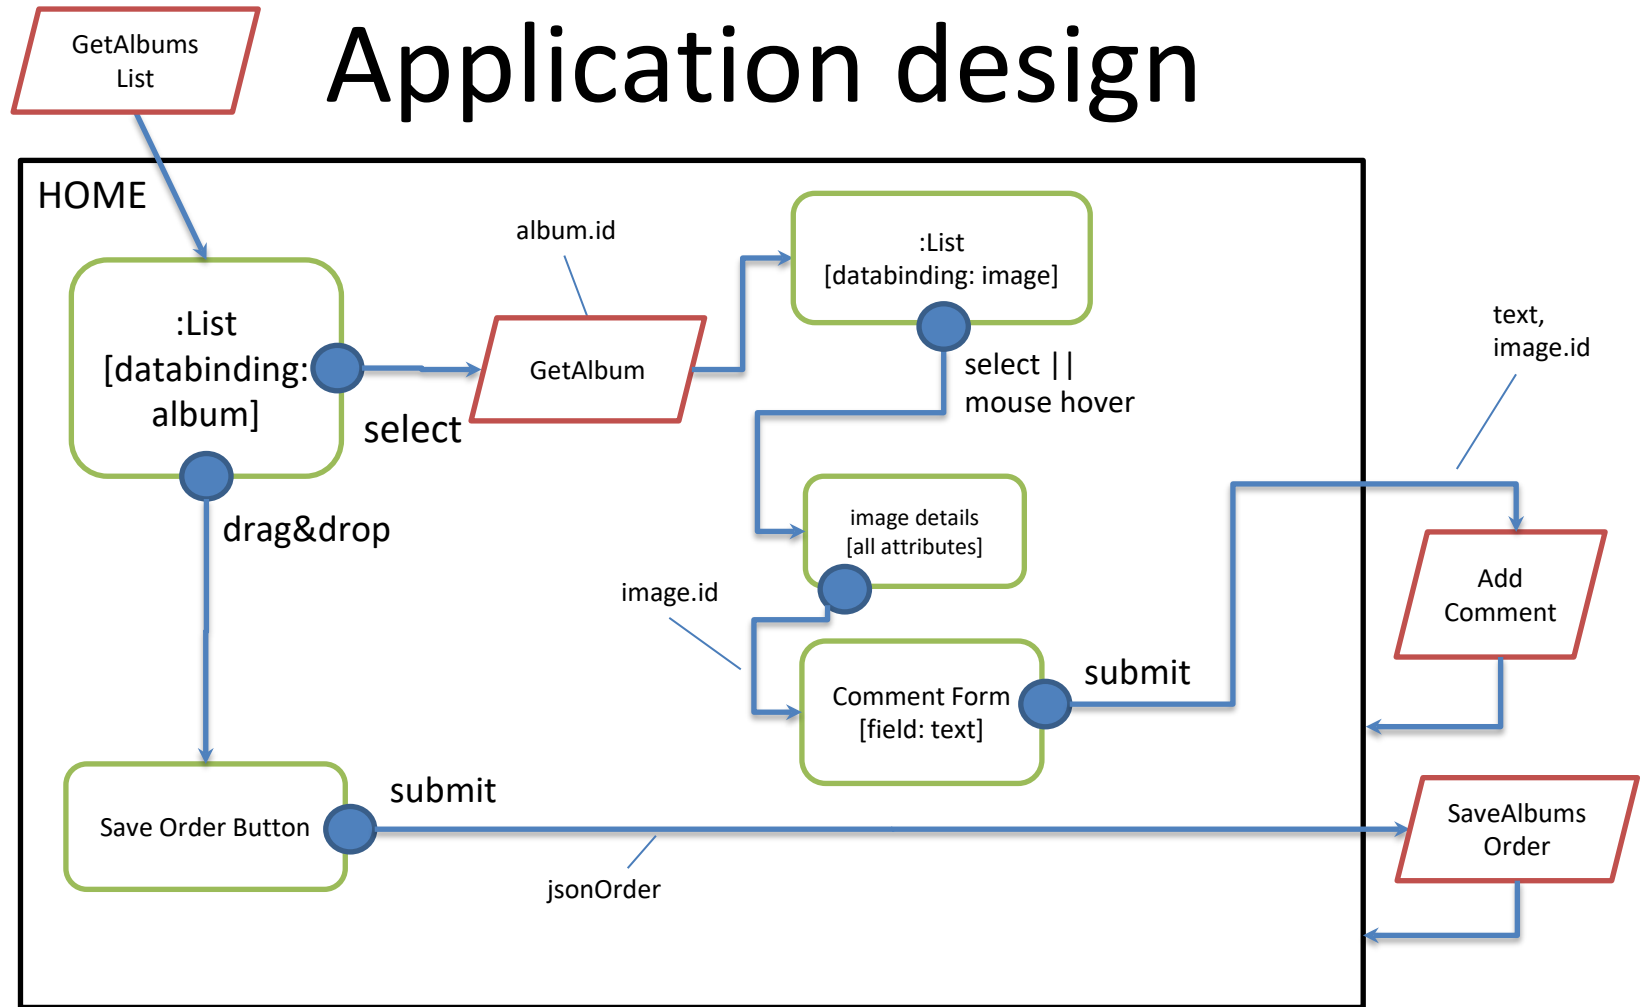 GetAlbums
List
Application design
HOME
album.id
:List
[databinding: image]
:List
[databinding:
album]
GetAlbum
select
select ||
mouse hover
text,
image.id
drag&drop
image details
[all attributes]
image.id
Add
Comment
Comment Form
[field: text]
submit
Save Order Button
submit
jsonOrder
SaveAlbums
Order